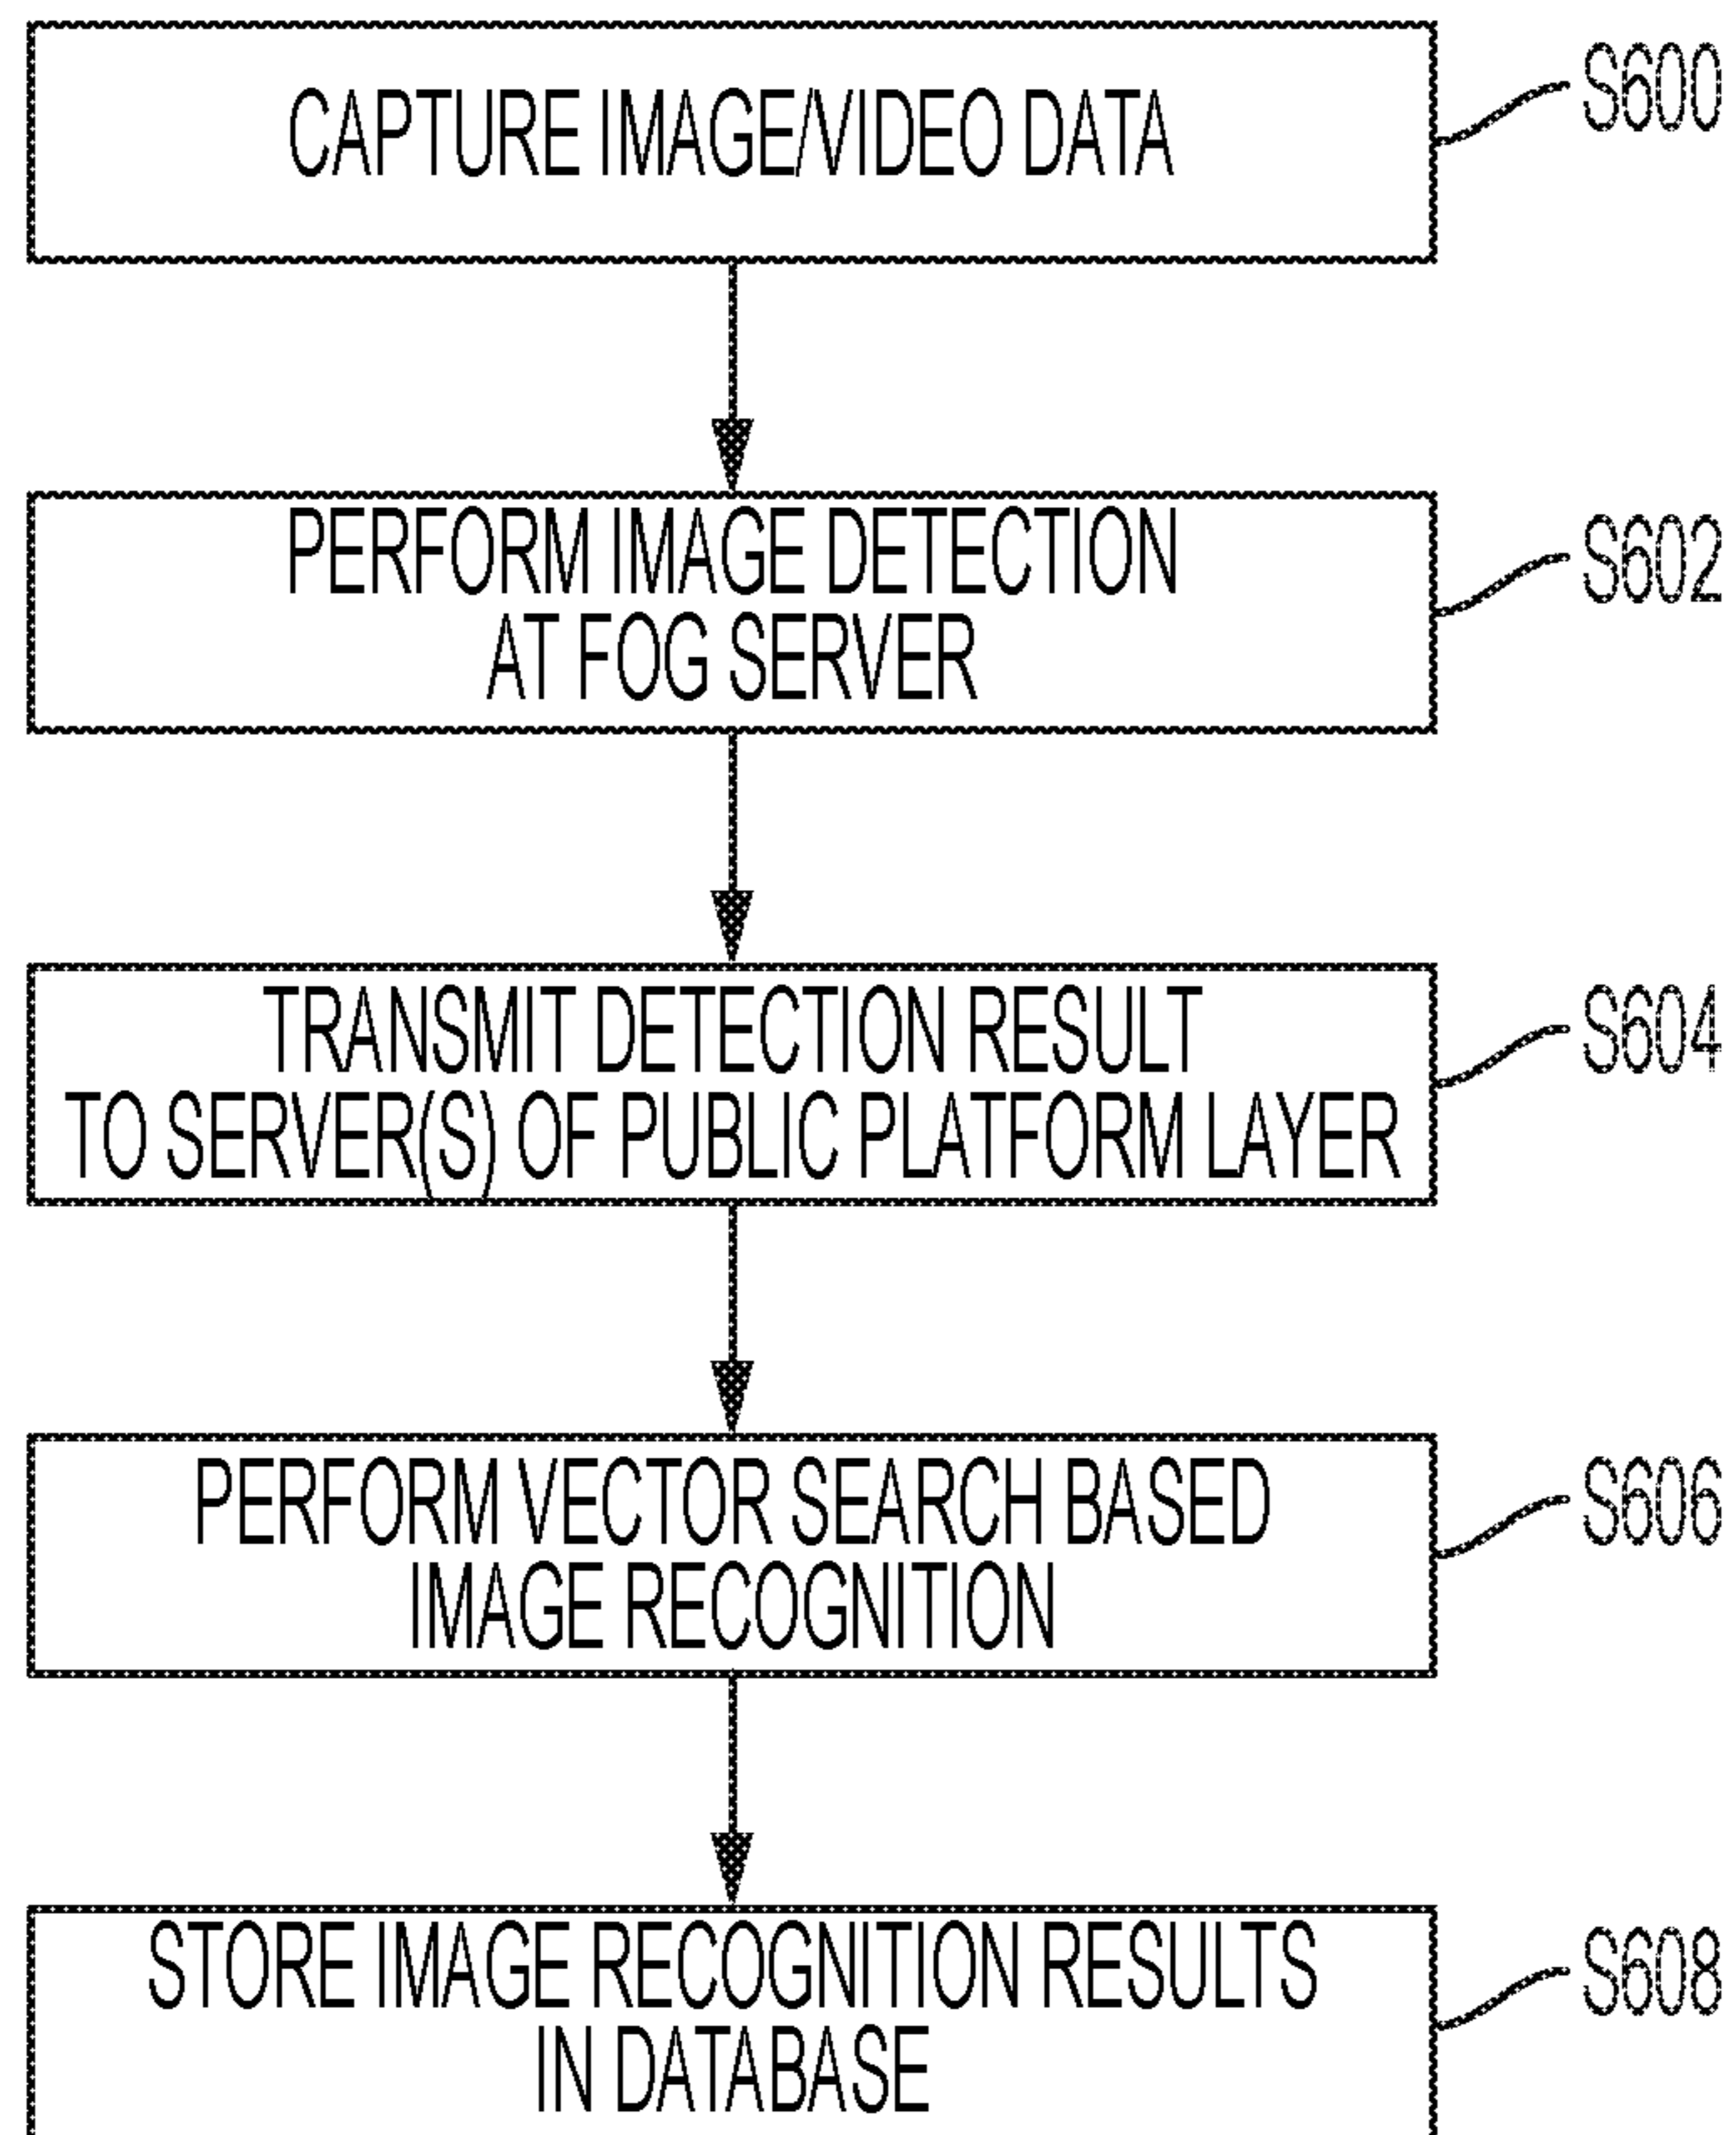 CAPTURE IMAGE/VIDEO DATA
S600
PERFORM IMAGE DETECTION
AT FOG SERVER
S602
TRANSMIT DETECTION RESULT
TO SERVER(S) OF PUBLIC PLATFORM LAYER
S604
PERFORM VECTOR SEARCH BASED
IMAGE RECOGNITION
S606
STORE IMAGE RECOGNITION RESULTS
IN DATABASE
S608